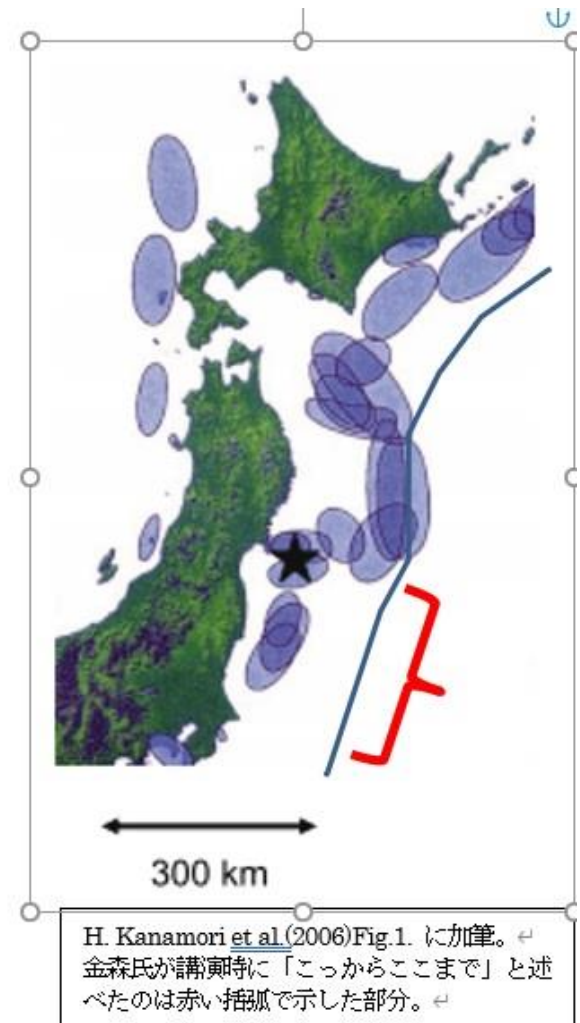 300 km
H. Kanamori et al.(2006)Fig.1. に加筆。
金森氏が講演時に「こっからここまで」と述
べたのは赤い括弧で示した部分。